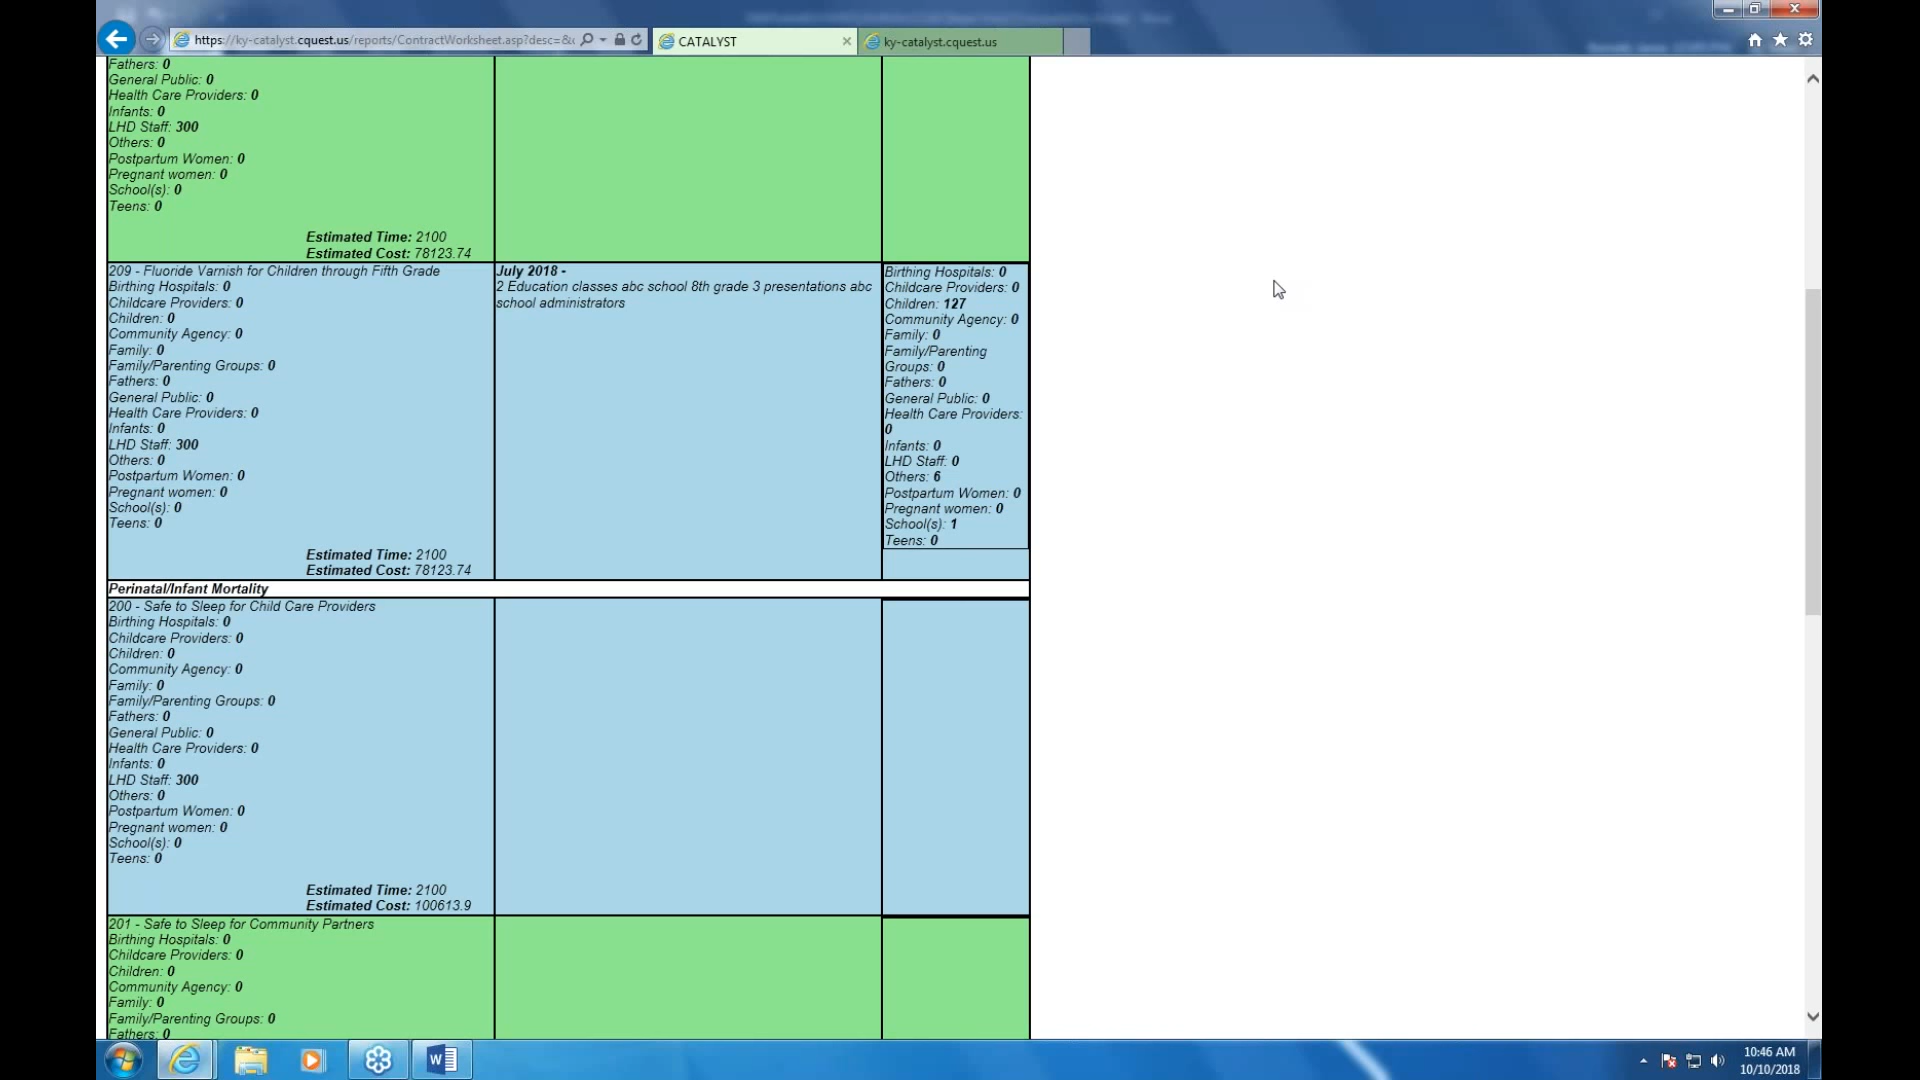 https://ky-catalyst.cquest.us/reports/ContractWorksheet.asp?desc=&
CATALYST
ky-catalyst.cquest.us
Fathers: 0
General Public: 0
Health Care Providers: 0
Infants: 0
LHD Staff: 300
Others: 0
Postpartum Women: 0
Pregnant women: 0
School(s): 0
Teens: 0
Estimated Time: 2100
Estimated Cost: 78123.74
209 - Fluoride Varnish for Children through Fifth Grade
Birthing Hospitals: 0
Childcare Providers: 0
Children: 0
Community Agency: 0
Family: 0
Family/Parenting Groups: 0
Fathers: 0
General Public: 0
Health Care Providers: 0
Infants: 0
LHD Staff: 300
Others: 0
Postpartum Women: 0
Pregnant women: 0
School(s): 0
Teens: 0
Estimated Time: 2100
Estimated Cost: 78123.74
July 2018 -
2 Education classes abc school 8th grade 3 presentations abc
school administrators
Birthing Hospitals: 0
Childcare Providers: 0
Children: 127
Community Agency: 0
Family: 0
Family/Parenting
Groups: 0
Fathers: 0
General Public: 0
Health Care Providers:
0
Infants: 0
LHD Staff: 0
Others: 6
Postpartum Women: 0
Pregnant women: 0
School(s): 1
Teens: 0
Perinatal/Infant Mortality
200 - Safe to Sleep for Child Care Providers
Birthing Hospitals: 0
Childcare Providers: 0
Children: 0
Community Agency: 0
Family: 0
Family/Parenting Groups: 0
Fathers: 0
General Public: 0
Health Care Providers: 0
Infants: 0
LHD Staff: 300
Others: 0
Postpartum Women: 0
Pregnant women: 0
School(s): 0
Teens: 0
Estimated Time: 2100
Estimated Cost: 100613.9
201 - Safe to Sleep for Community Partners
Birthing Hospitals: 0
Childcare Providers: 0
Children: 0
Community Agency: 0
Family: 0
Family/Parenting Groups: 0
Fathers: 0
10:46 AM
10/10/2018